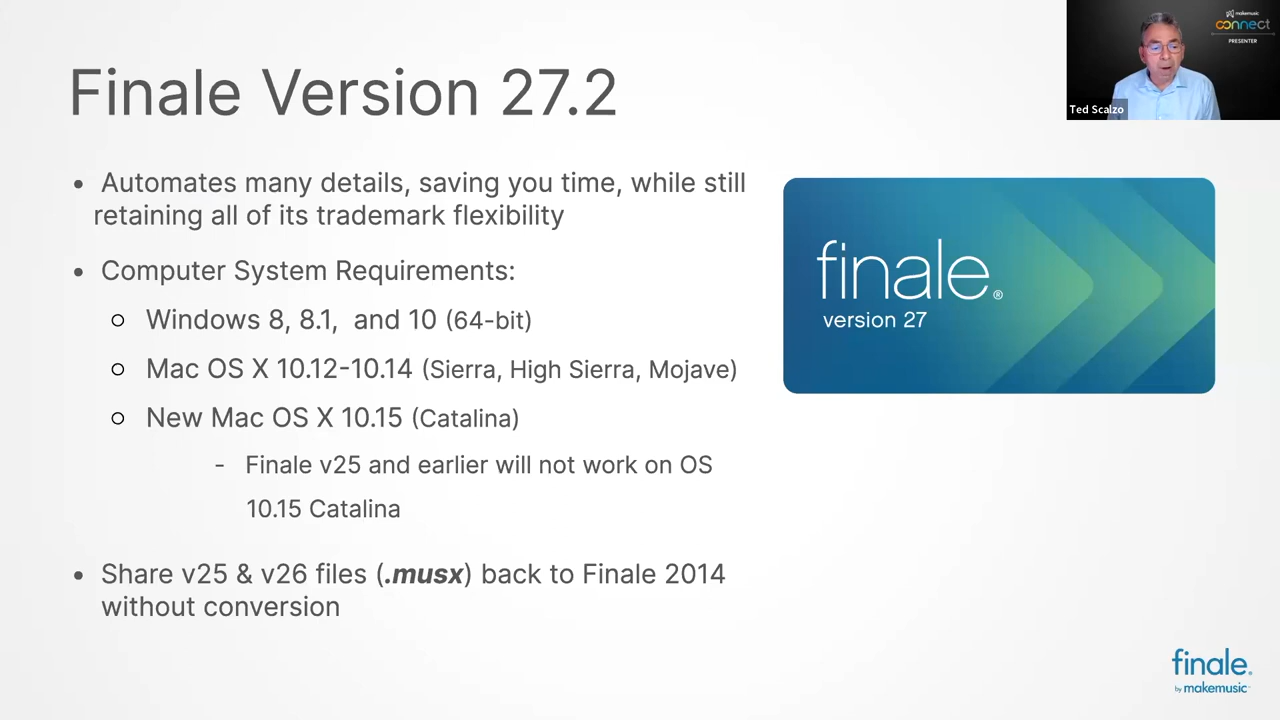 Finale Version 27.2
makemusic
connect
PRESENTER
Ted Scalzo
• Automates many details, saving you time, while still
retaining all of its trademark flexibility
• Computer System Requirements:
○ Windows 8, 8.1, and 10 (64-bit)
○ Mac OS X 10.12-10.14 (Sierra, High Sierra, Mojave)
○ New Mac OS X 10.15 (Catalina)
- Finale v25 and earlier will not work on OS
10.15 Catalina
• Share v25 & v26 files (.musx) back to Finale 2014
without conversion
finale®
version 27
finale®
by makemusic™